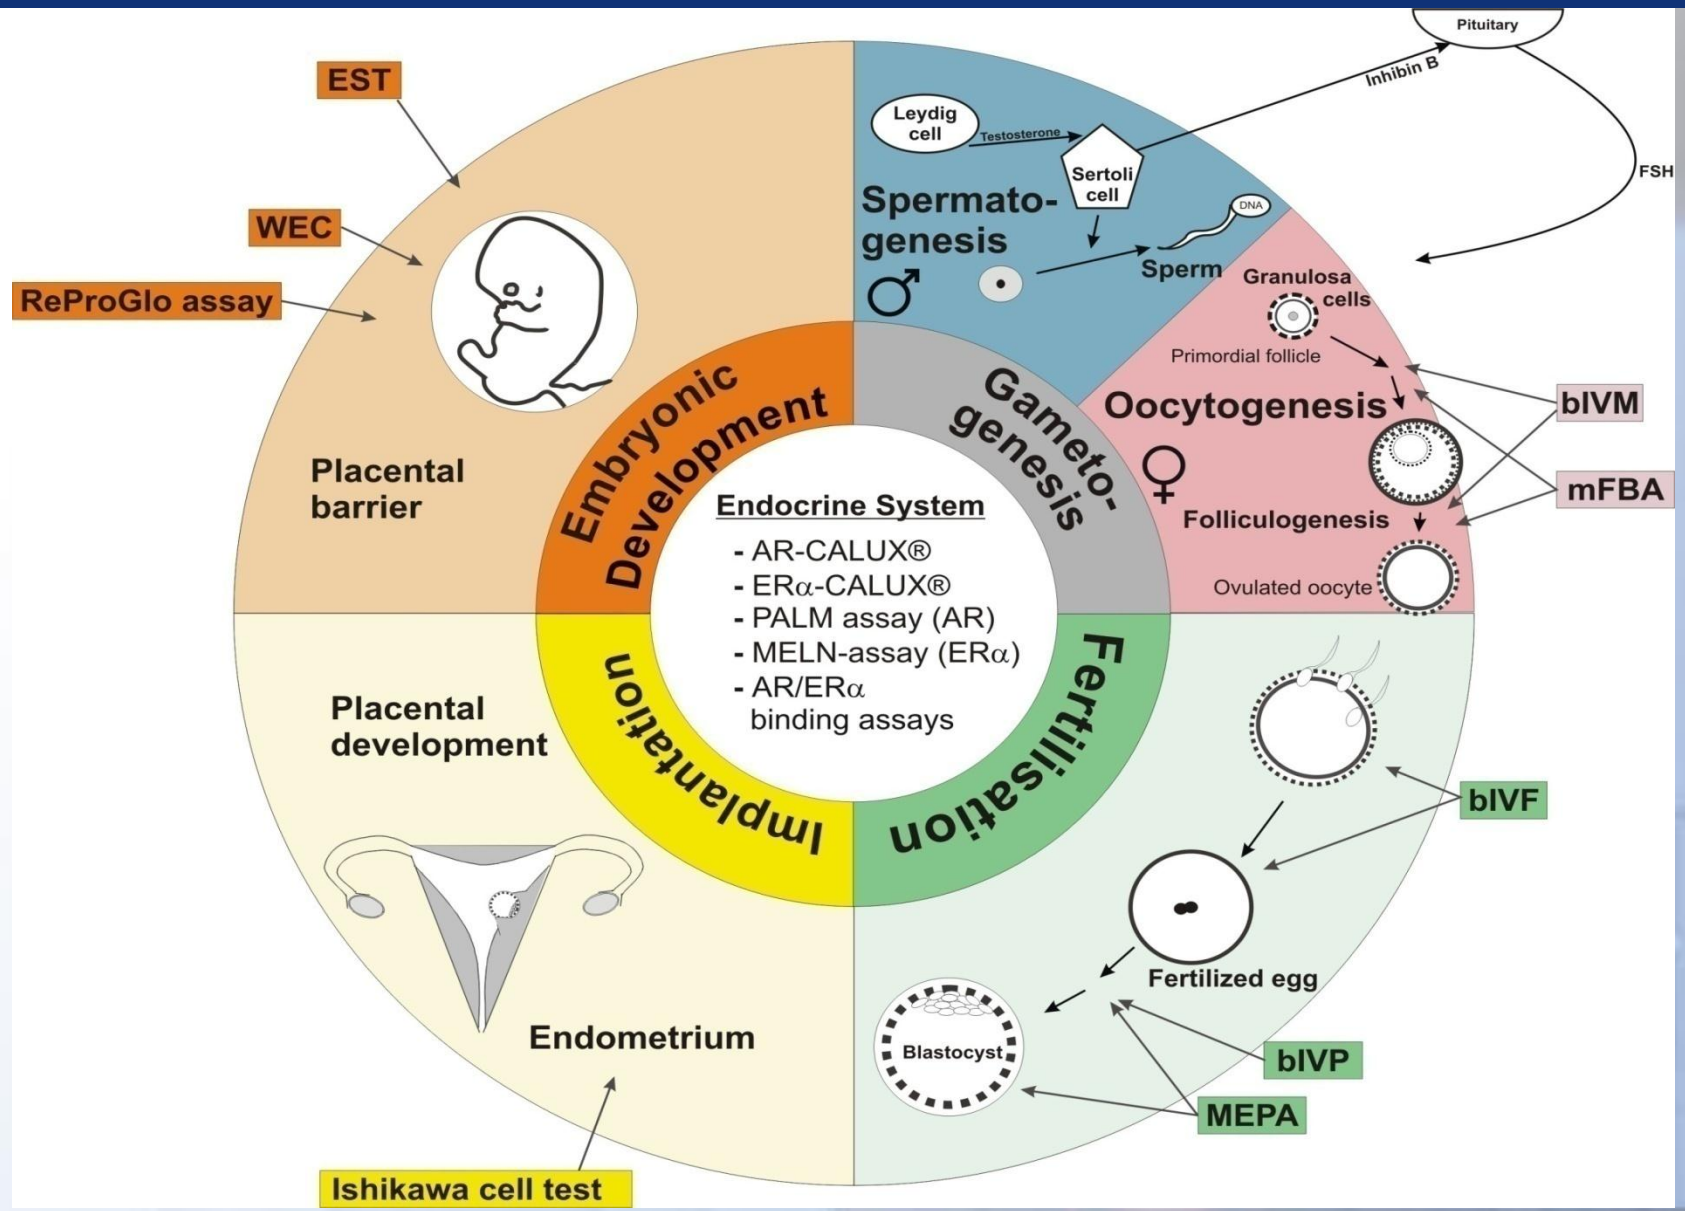 Pituitary
Inhibin B
FSH
EST
WEC
ReProGlo assay
Leydig
cell
Testosterone
Sertoli
cell
Spermato-
genesis
DNA
Sperm
Granulosa
cells
Primordial follicle
Oocytogenesis
bIVM
mFBA
Folliculogenesis
Ovulated oocyte
Placental
barrier
Embryonic
Development
Gameto-
genesis
Endocrine System
- AR-CALUX®
- ERα-CALUX®
- PALM assay (AR)
- MELN-assay (ERα)
- AR/ERα
binding assays
Implantation
Fertilisation
Placental
development
Endometrium
Ishikawa cell test
bIVF
Fertilized egg
Blastocyst
bIVP
MEPA